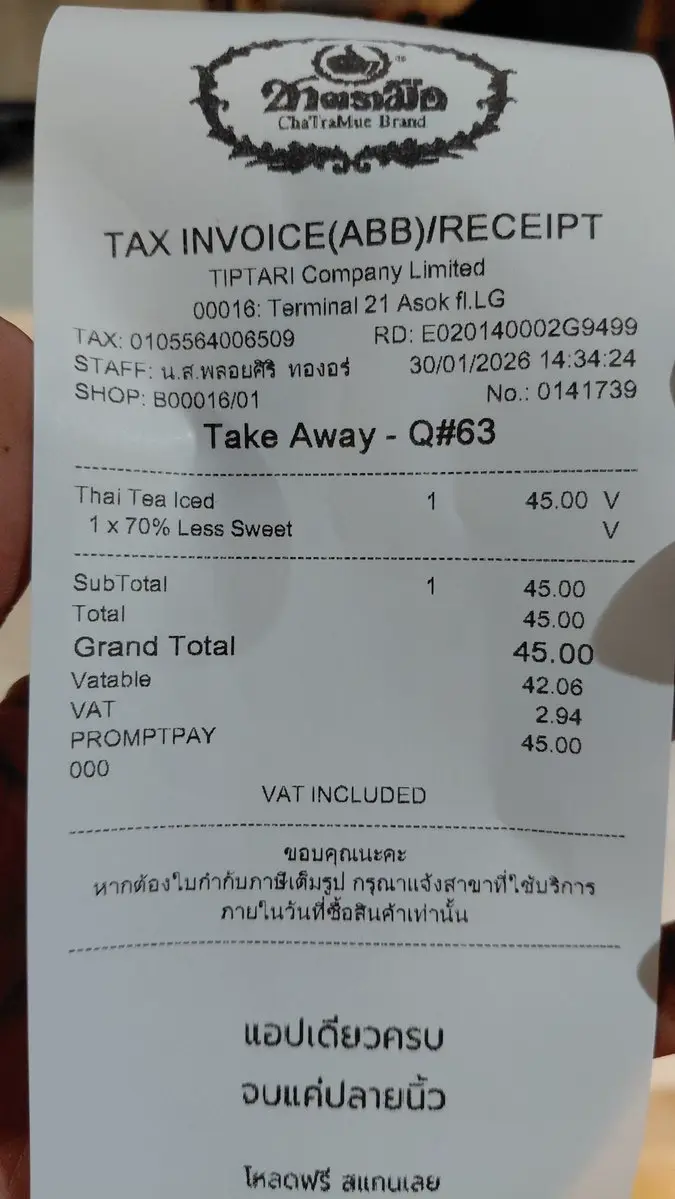 ชาตรามือ
ChaTraMue Brand
TAX INVOICE(ABB)/RECEIPT
TIPTARI Company Limited
00016: Terminal 21 Asok fl.LG
TAX: 0105564006509 RD: E020140002G9499
STAFF: น.ส.พลอยศิริ ทองอร์ 30/01/2026 14:34:24
SHOP: B00016/01 No.: 0141739
Take Away - Q#63
Thai Tea Iced 1 45.00 V
1 x 70% Less Sweet V
SubTotal 1 45.00
Total 45.00
Grand Total 45.00
Vatable 42.06
VAT 2.94
PROMPTPAY 45.00
000
VAT INCLUDED
ขอบคุณนะคะ
หากต้องใบกำกับภาษีเต็มรูป กรุณาแจ้งสาขาที่ใช้บริการ
ภายในวันที่ซื้อสินค้าเท่านั้น
แอปเดียวครบ
จบแค่ปลายนิ้ว
โหลดฟรี สแกนเลย